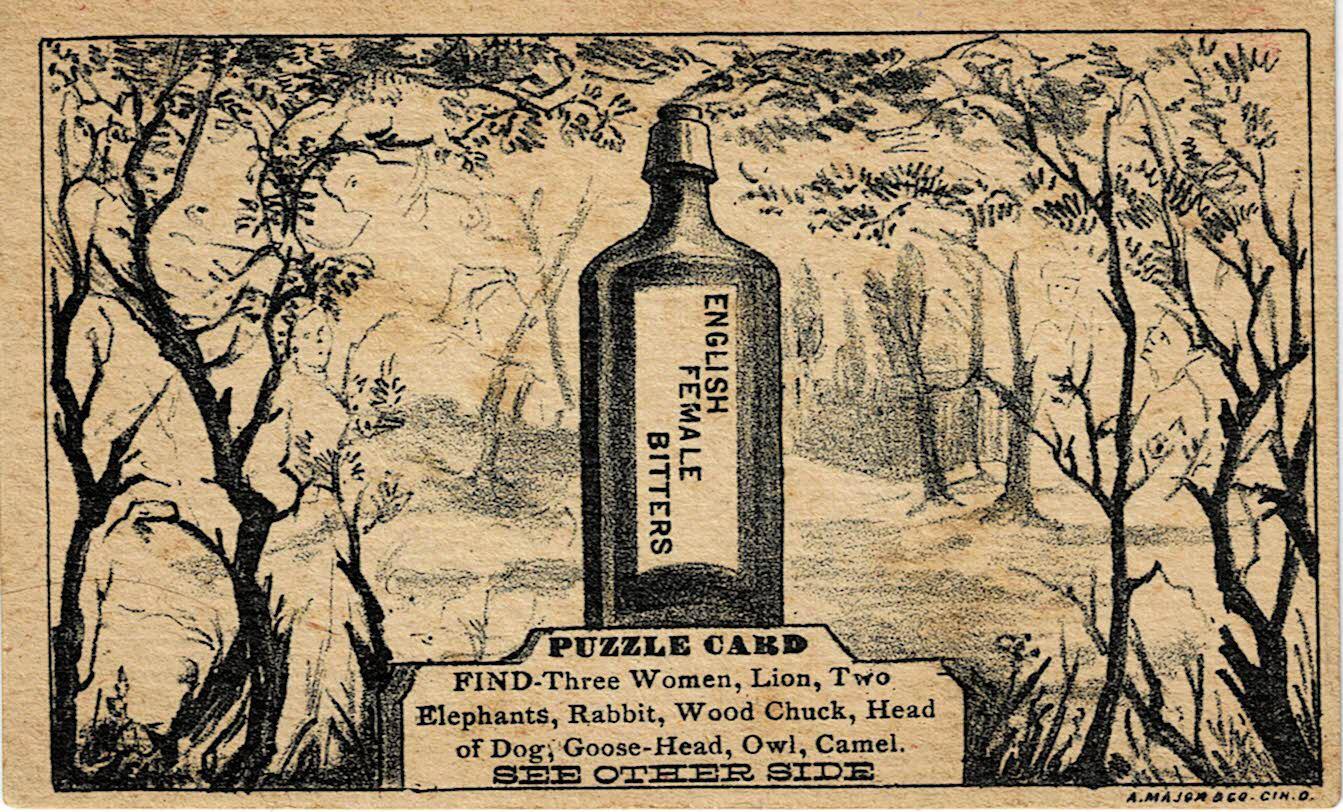 ENGLISH
FEMALE
BITTERS
PUZZLE CARD
FIND-Three Women, Lion, Two
Elephants, Rabbit, Wood Chuck, Head
of Dog, Goose-Head, Owl, Camel.
SEE OTHER SIDE
A. MAJOR & CO. CIN. O.